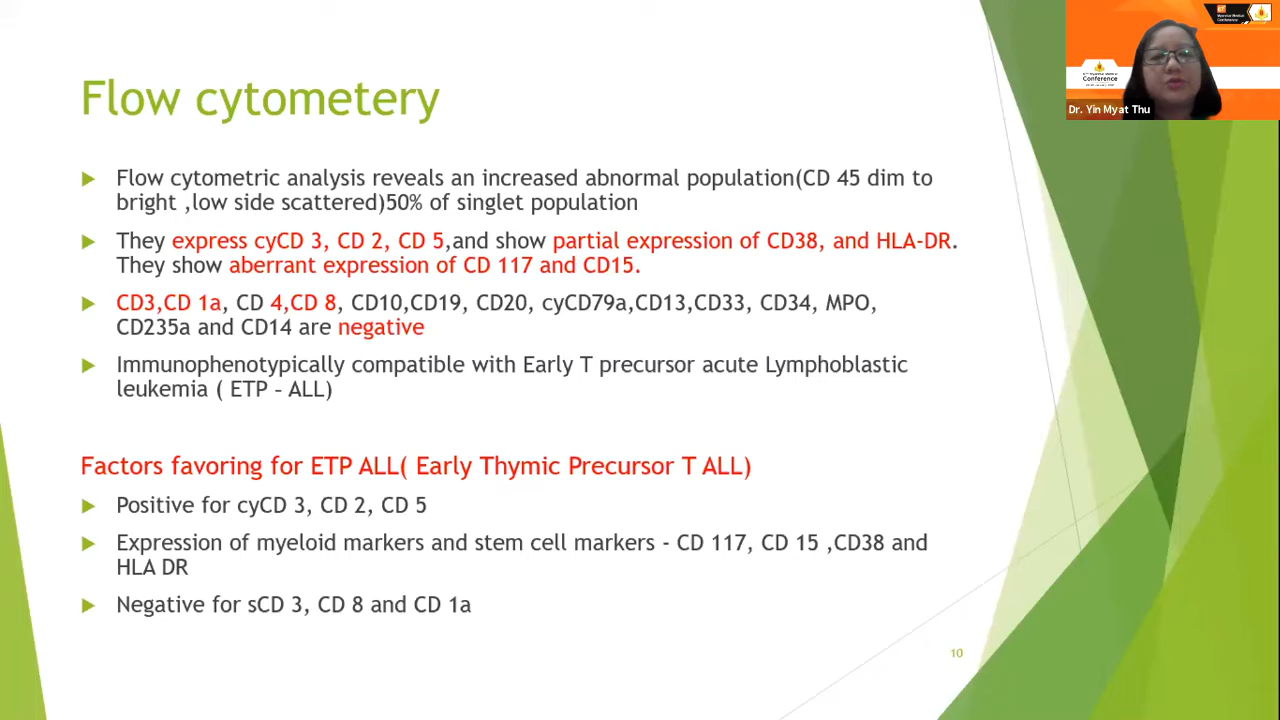 Flow cytometery
Flow cytometric analysis reveals an increased abnormal population(CD 45 dim to
bright ,low side scattered)50% of singlet population
They express cyCD 3, CD 2, CD 5,and show partial expression of CD38, and HLA-DR.
They show aberrant expression of CD 117 and CD15.
CD3,CD 1a, CD 4,CD 8, CD10,CD19, CD20, cyCD79a,CD13,CD33, CD34, MPO,
CD235a and CD14 are negative
Immunophenotypically compatible with Early T precursor acute Lymphoblastic
leukemia ( ETP – ALL)
Factors favoring for ETP ALL( Early Thymic Precursor T ALL)
Positive for cyCD 3, CD 2, CD 5
Expression of myeloid markers and stem cell markers - CD 117, CD 15 ,CD38 and
HLA DR
Negative for sCD 3, CD 8 and CD 1a
10
Conference
Dr. Yin Myat Thu